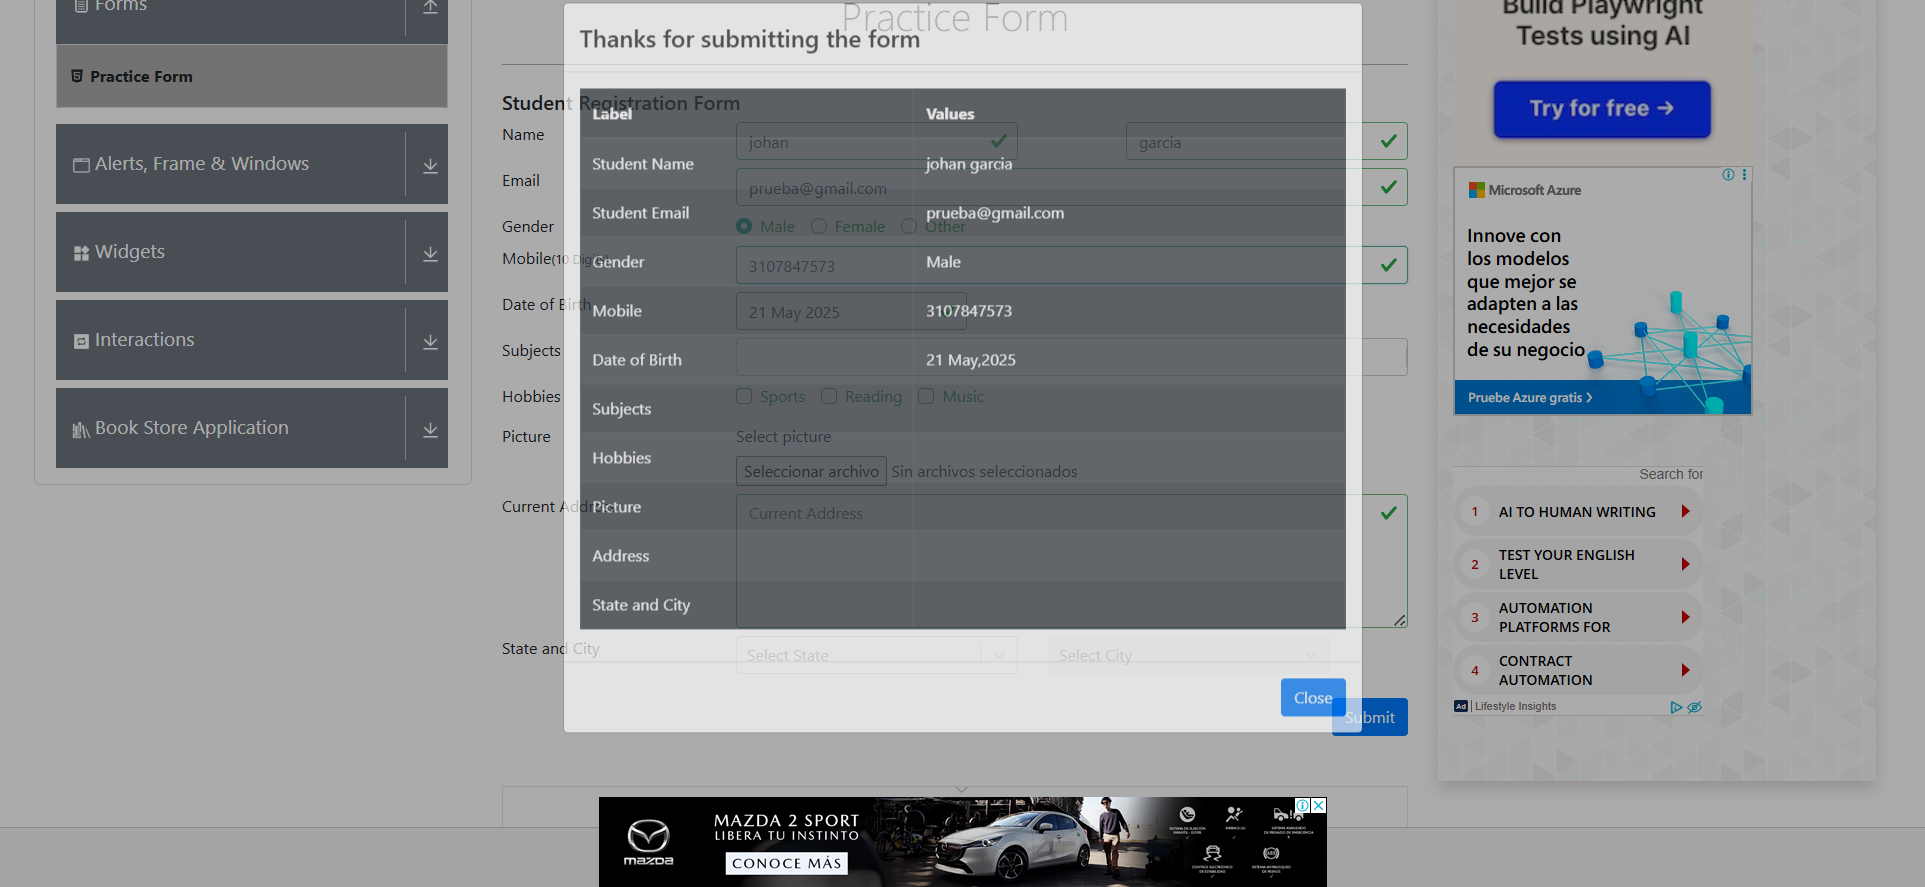 Forms
Practice Form
Alerts, Frame & Windows
Widgets
Interactions
Book Store Application
Practice Form
Student Registration Form
Name
johan
garcia
Email
prueba@gmail.com
Gender
Male
Female
Other
Mobile(10 Digits)
3107847573
Date of Birth
21 May 2025
Subjects
Hobbies
Sports
Reading
Music
Picture
Select picture
Seleccionar archivo Sin archivos seleccionados
Current Address
Current Address
State and City
Select State
Select City
Submit
Thanks for submitting the form
Label Values
Student Name johan garcia
Student Email prueba@gmail.com
Gender Male
Mobile 3107847573
Date of Birth 21 May,2025
Subjects
Hobbies
Picture
Address
State and City
Close
Build Playwright
Tests using AI
Try for free →
Microsoft Azure
Innove con
los modelos
que mejor se
adapten a las
necesidades
de su negocio
Pruebe Azure gratis
Search for
1 AI TO HUMAN WRITING
2 TEST YOUR ENGLISH
LEVEL
3 AUTOMATION
PLATFORMS FOR
4 CONTRACT
AUTOMATION
Ad | Lifestyle Insights
mazda
MAZDA 2 SPORT
LIBERA TU INSTINTO
CONOCE MÁS